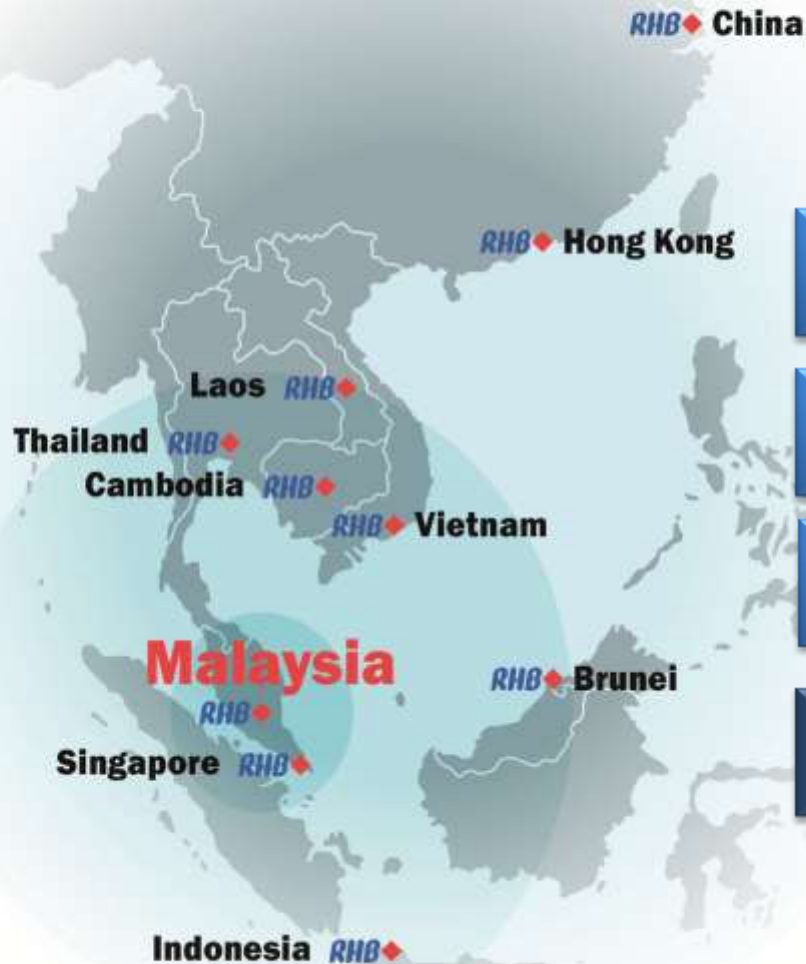 RHB China
RHB Hong Kong
Laos RHB
Thailand RHB
Cambodia RHB
RHB Vietnam
Malaysia
RHB
RHB Brunei
Singapore RHB
Indonesia RHB